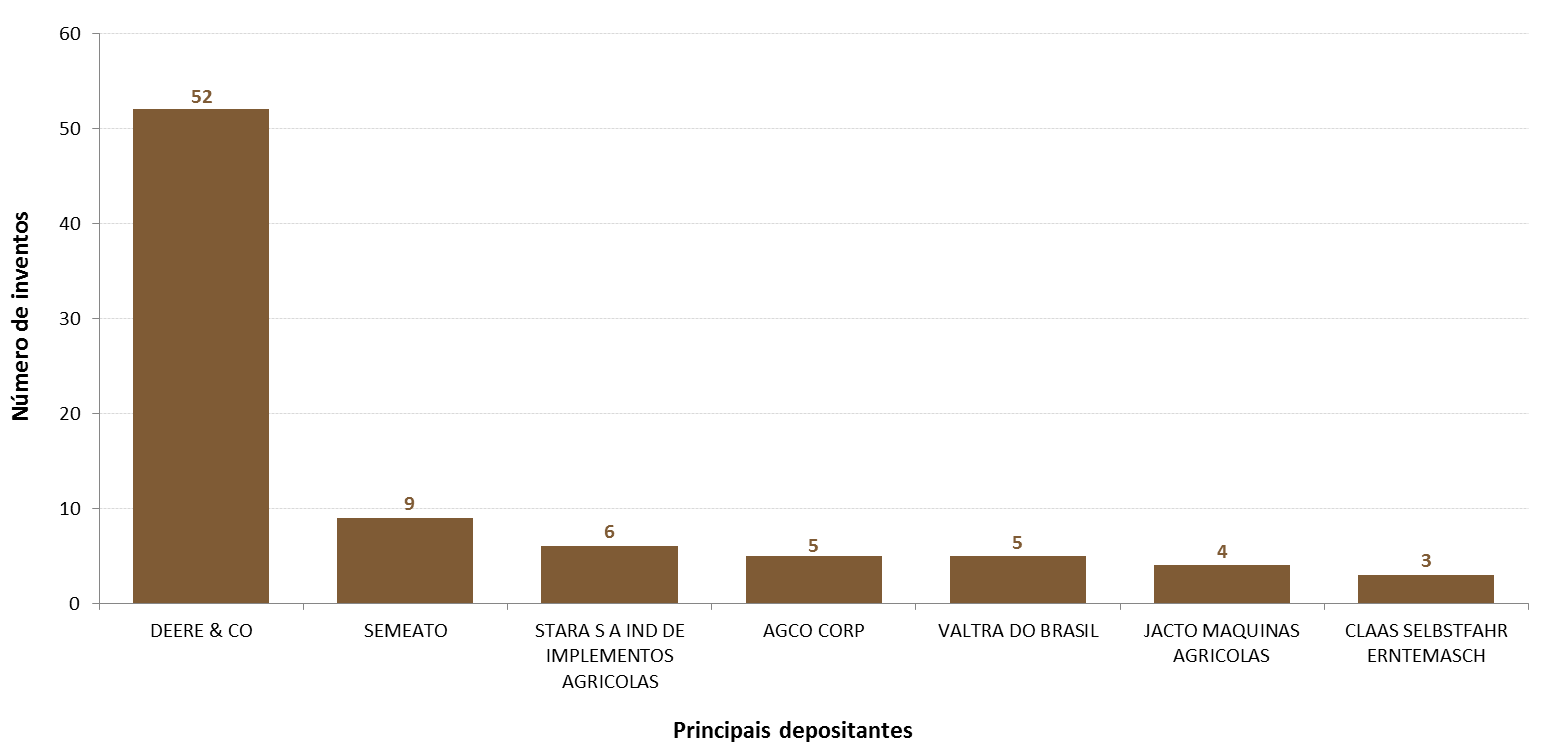 Número de inventos
60
50
40
30
20
10
0
52
9
6
5
5
4
3
DEERE & CO
SEMEATO
STARA S A IND DE
IMPLEMENTOS
AGRICOLAS
AGCO CORP
VALTRA DO BRASIL
JACTO MAQUINAS
AGRICOLAS
CLAAS SELBSTFAHR
ERNTEMASCH
Principais depositantes